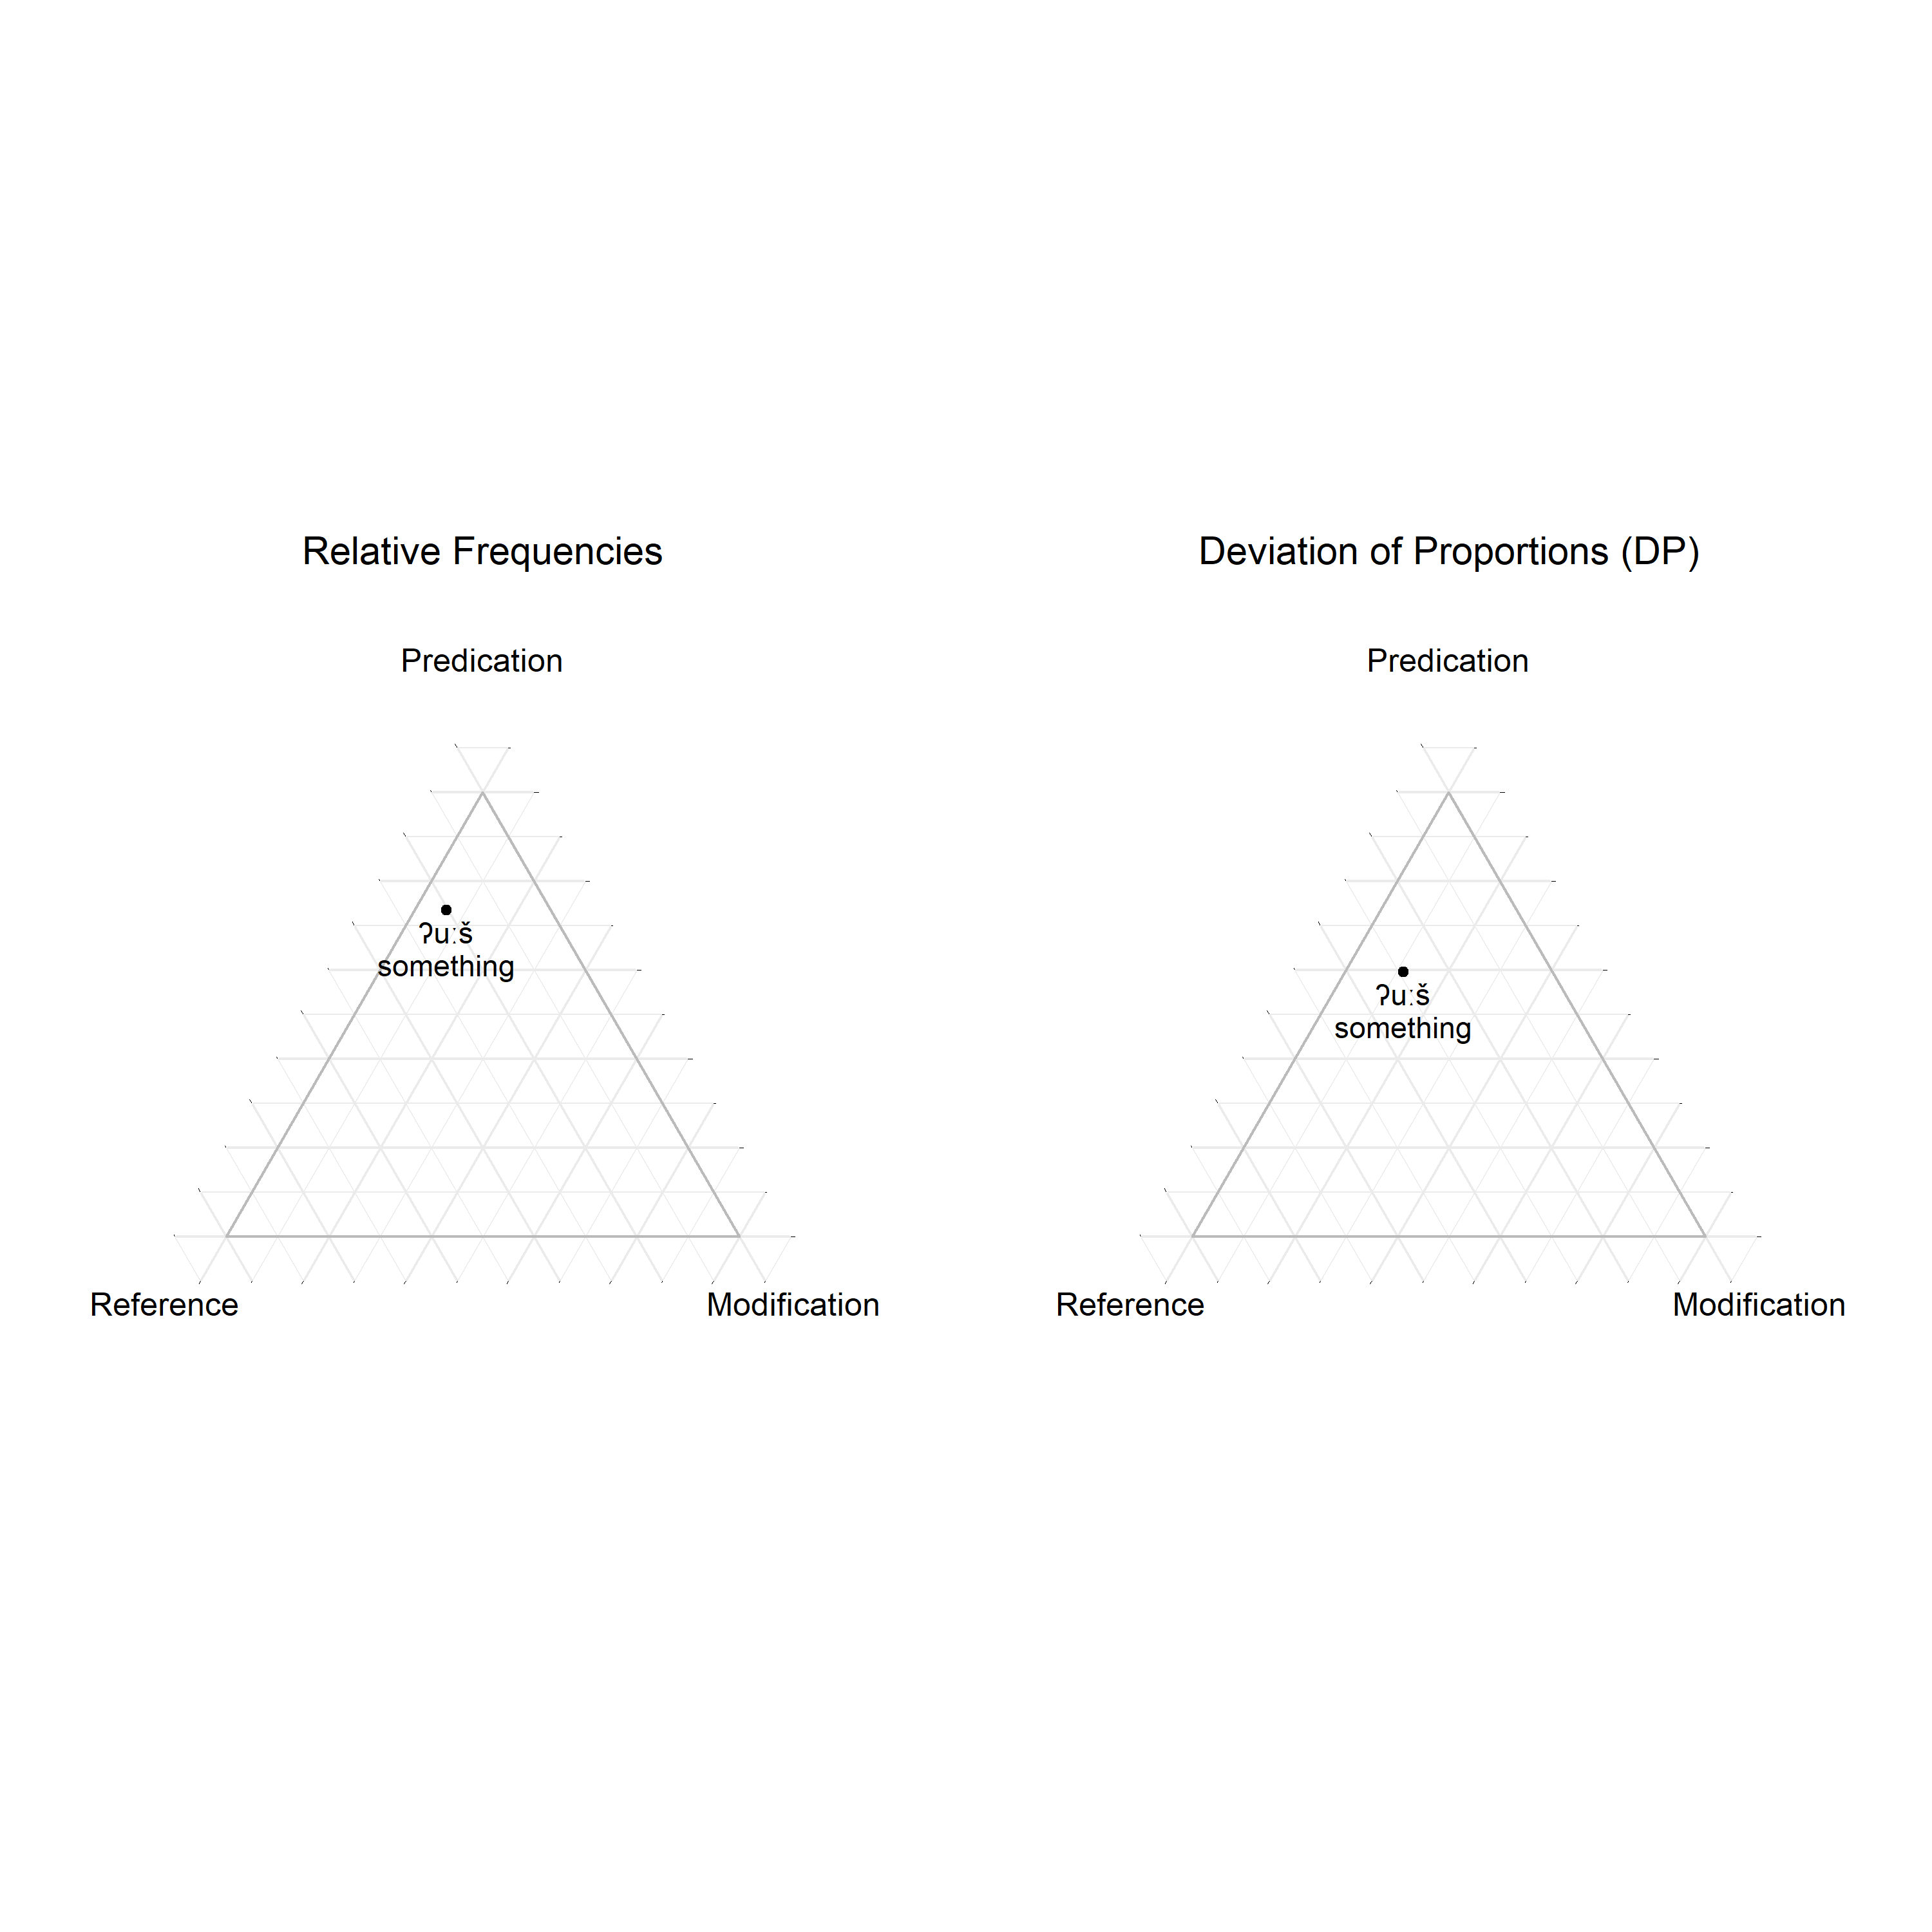 Relative Frequencies
Predication
ʔuːš
something
Reference
Modification
Deviation of Proportions (DP)
Predication
ʔuːš
something
Reference
Modification